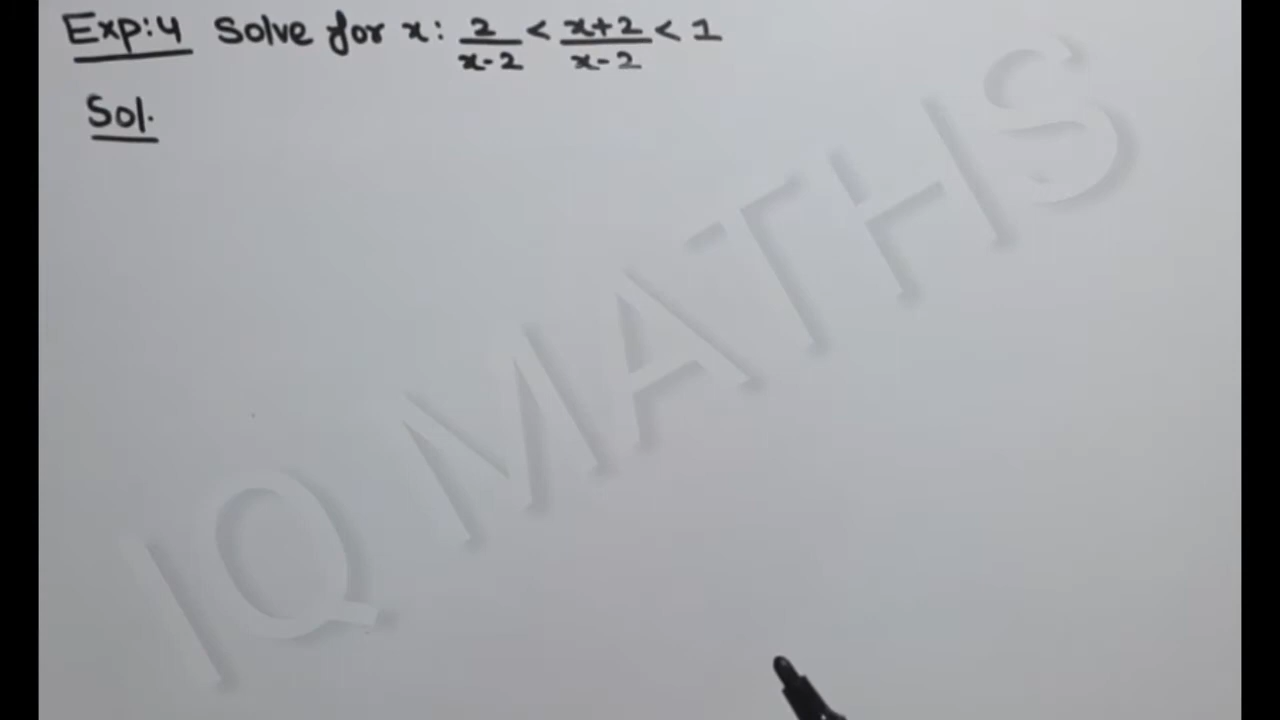 Exp:4 Solve for x: 2/(x-2) < (x+2)/(x-2) < 1
Sol.
IQ MATHS